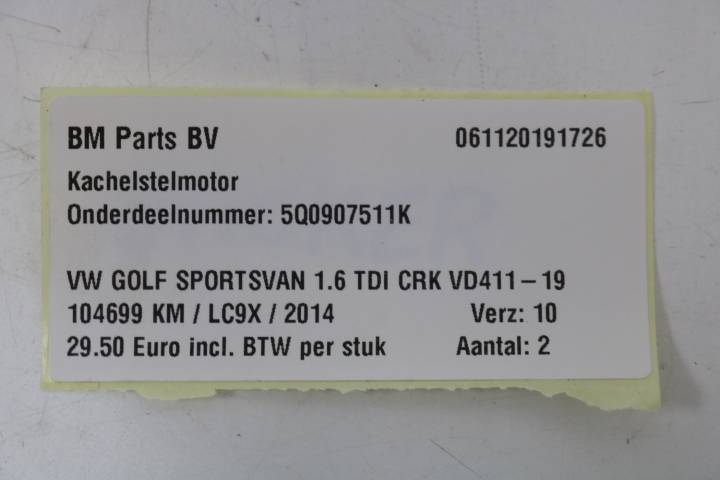 BM Parts BV 061120191726
Kachelstelmotor
Onderdeelnummer: 5Q0907511K
VW GOLF SPORTSVAN 1.6 TDI CRK VD411-19
104699 KM / LC9X / 2014 Verz: 10
29.50 Euro incl. BTW per stuk Aantal: 2